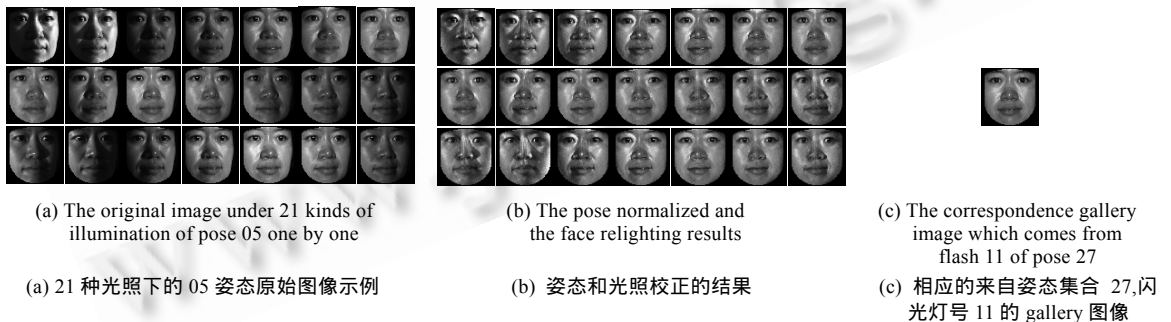 (a) The original image under 21 kinds of
illumination of pose 05 one by one
(b) The pose normalized and
the face relighting results
(c) The correspondence gallery
image which comes from
flash 11 of pose 27
(a) 21 种光照下的 05 姿态原始图像示例
(b) 姿态和光照校正的结果
(c) 相应的来自姿态集合 27,闪
光灯号 11 的 gallery 图像